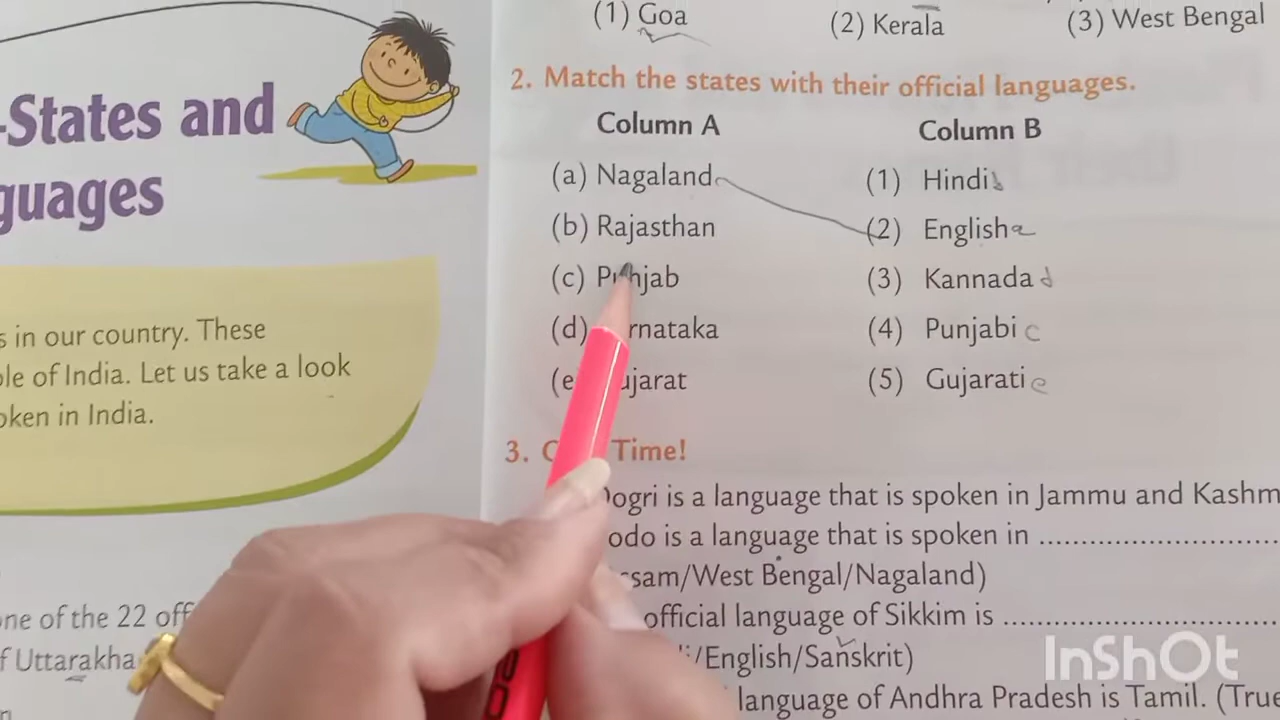 -States and
guages
s in our country. These
ple of India. Let us take a look
oken in India.
ne of the 22 off
f Uttarakha
(1) Goa (2) Kerala (3) West Bengal
2. Match the states with their official languages.
Column A Column B
(a) Nagaland (1) Hindi b
(b) Rajasthan (2) English a
(c) Punjab (3) Kannada d
(d) rnataka (4) Punjabi c
(e jarat (5) Gujarati e
3. Time!
Dogri is a language that is spoken in Jammu and Kashm
odo is a language that is spoken in ..............................
ssam/West Bengal/Nagaland)
official language of Sikkim is ..............................
i/English/Sanskrit)
language of Andhra Pradesh is Tamil. (True
InShOt